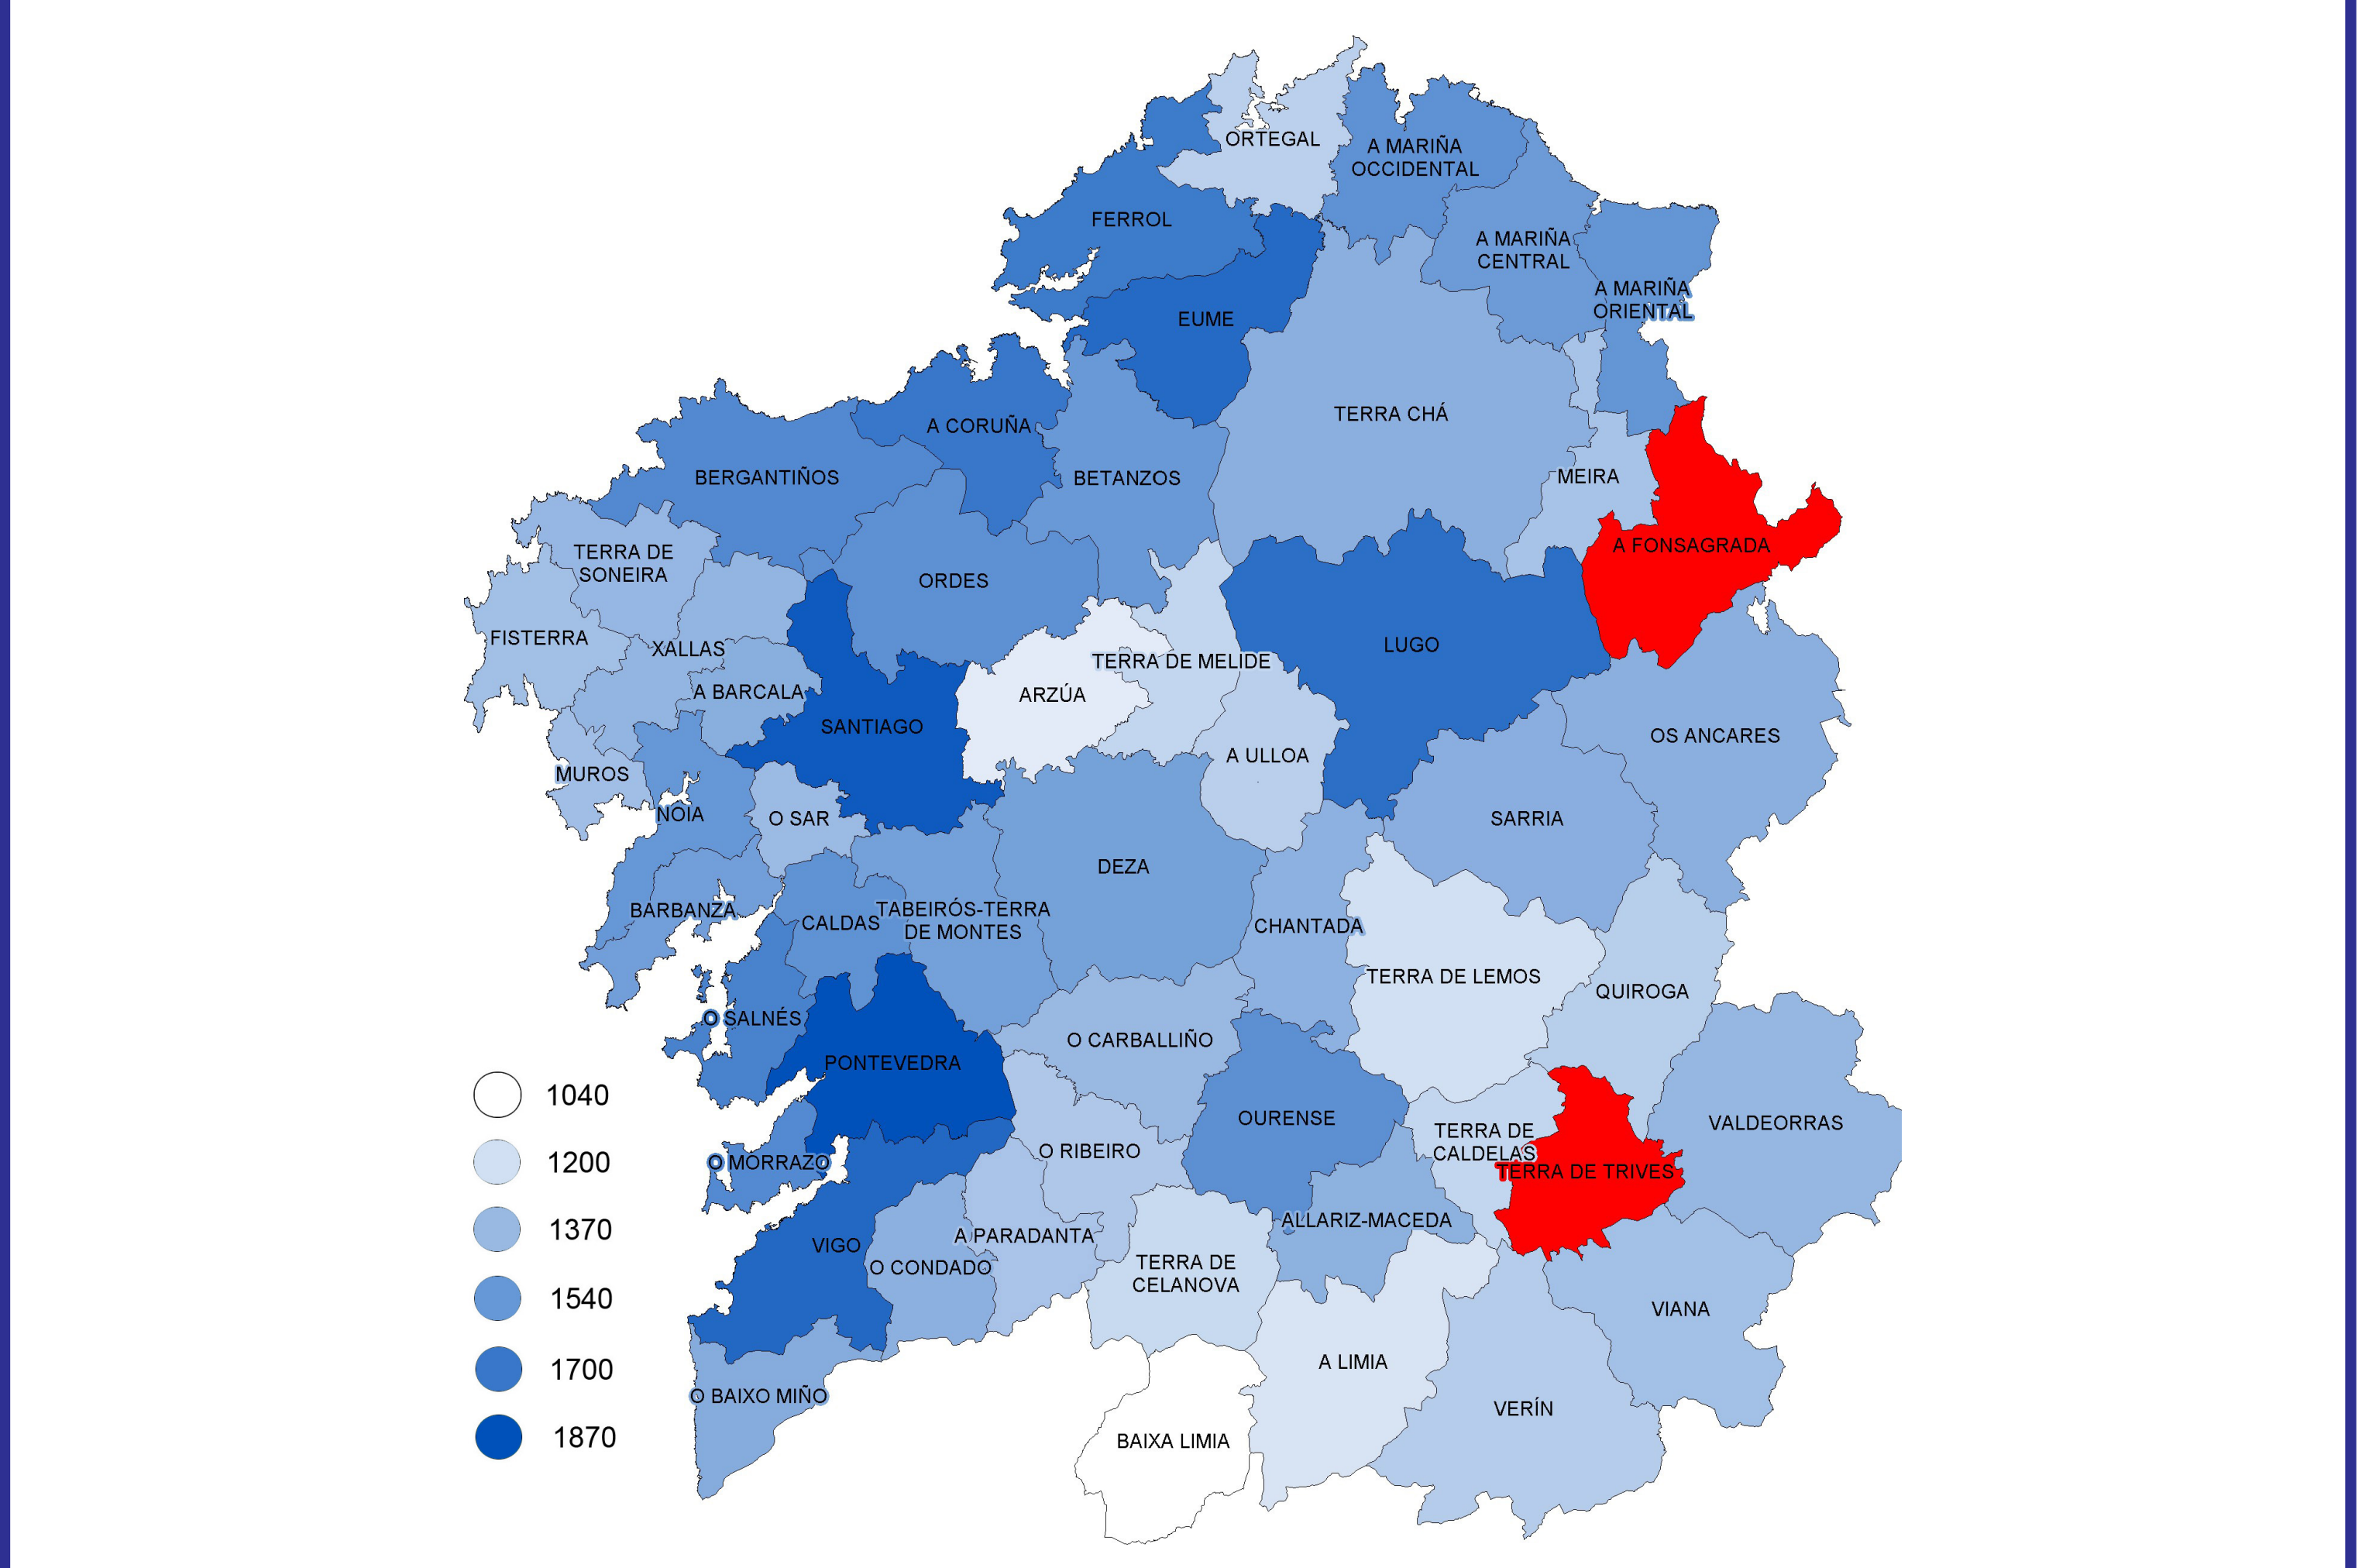 ORTEGAL
A MARIÑA
OCCIDENTAL
FERROL
A MARIÑA
CENTRAL
A MARIÑA
ORIENTAL
EUME
TERRA CHÁ
A CORUÑA
BERGANTIÑOS
BETANZOS
MEIRA
A FONSAGRADA
TERRA DE
SONEIRA
ORDES
FISTERRA
XALLAS
LUGO
TERRA DE MELIDE
A BARCALA
ARZÚA
SANTIAGO
OS ANCARES
A ULLOA
MUROS
NOIA
O SAR
SARRIA
DEZA
BARBANZA
CALDAS
TABEIRÓS-TERRA
DE MONTES
CHANTADA
TERRA DE LEMOS
QUIROGA
O SALNÉS
O CARBALLIÑO
PONTEVEDRA
1040
OURENSE
VALDEORRAS
TERRA DE
CALDELAS
O RIBEIRO
1200
O MORRAZO
TERRA DE TRIVES
ALLARIZ-MACEDA
1370
A PARADANTA
VIGO
O CONDADO
TERRA DE
CELANOVA
1540
VIANA
A LIMIA
1700
O BAIXO MIÑO
VERÍN
1870
BAIXA LIMIA